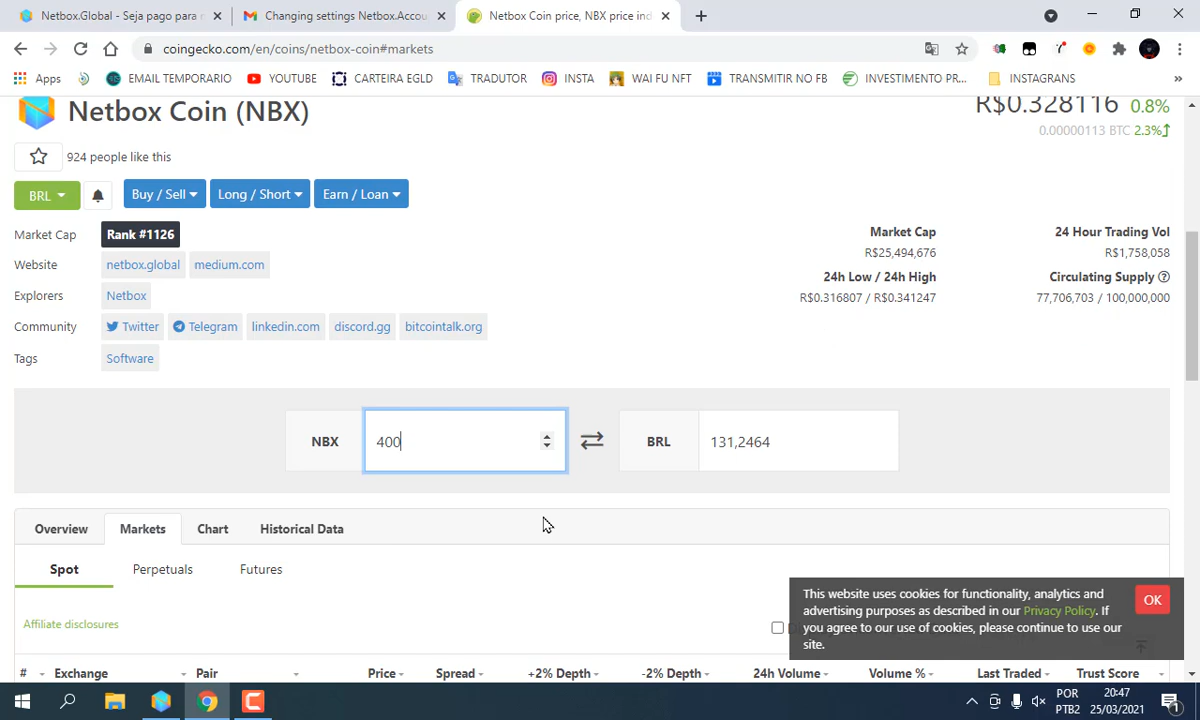 Netbox.Global - Seja pago para n
Changing settings Netbox.Accou
Netbox Coin price, NBX price ind
coingecko.com/en/coins/netbox-coin#markets
Apps EMAIL TEMPORARIO YOUTUBE CARTEIRA EGLD TRADUTOR INSTA WAI FU NFT TRANSMITIR NO FB INVESTIMENTO PR... INSTAGRANS »
Netbox Coin (NBX)
R$0.328116 0.8%
0.00000113 BTC 2.3%
924 people like this
BRL Buy / Sell Long / Short Earn / Loan
Market Cap Rank #1126
Website netbox.global medium.com
Explorers Netbox
Community Twitter Telegram linkedin.com discord.gg bitcointalk.org
Tags Software
Market Cap 24 Hour Trading Vol
R$25,494,676 R$1,758,058
24h Low / 24h High Circulating Supply
R$0.316807 / R$0.341247 77,706,703 / 100,000,000
NBX 400 BRL 131,2464
Overview Markets Chart Historical Data
Spot Perpetuals Futures
Affiliate disclosures
This website uses cookies for functionality, analytics and
advertising purposes as described in our Privacy Policy. If
you agree to our use of cookies, please continue to use our
site.
OK
# Exchange Pair Price Spread +2% Depth -2% Depth 24h Volume Volume % Last Traded Trust Score
POR
PTB2
20:47
25/03/2021
1